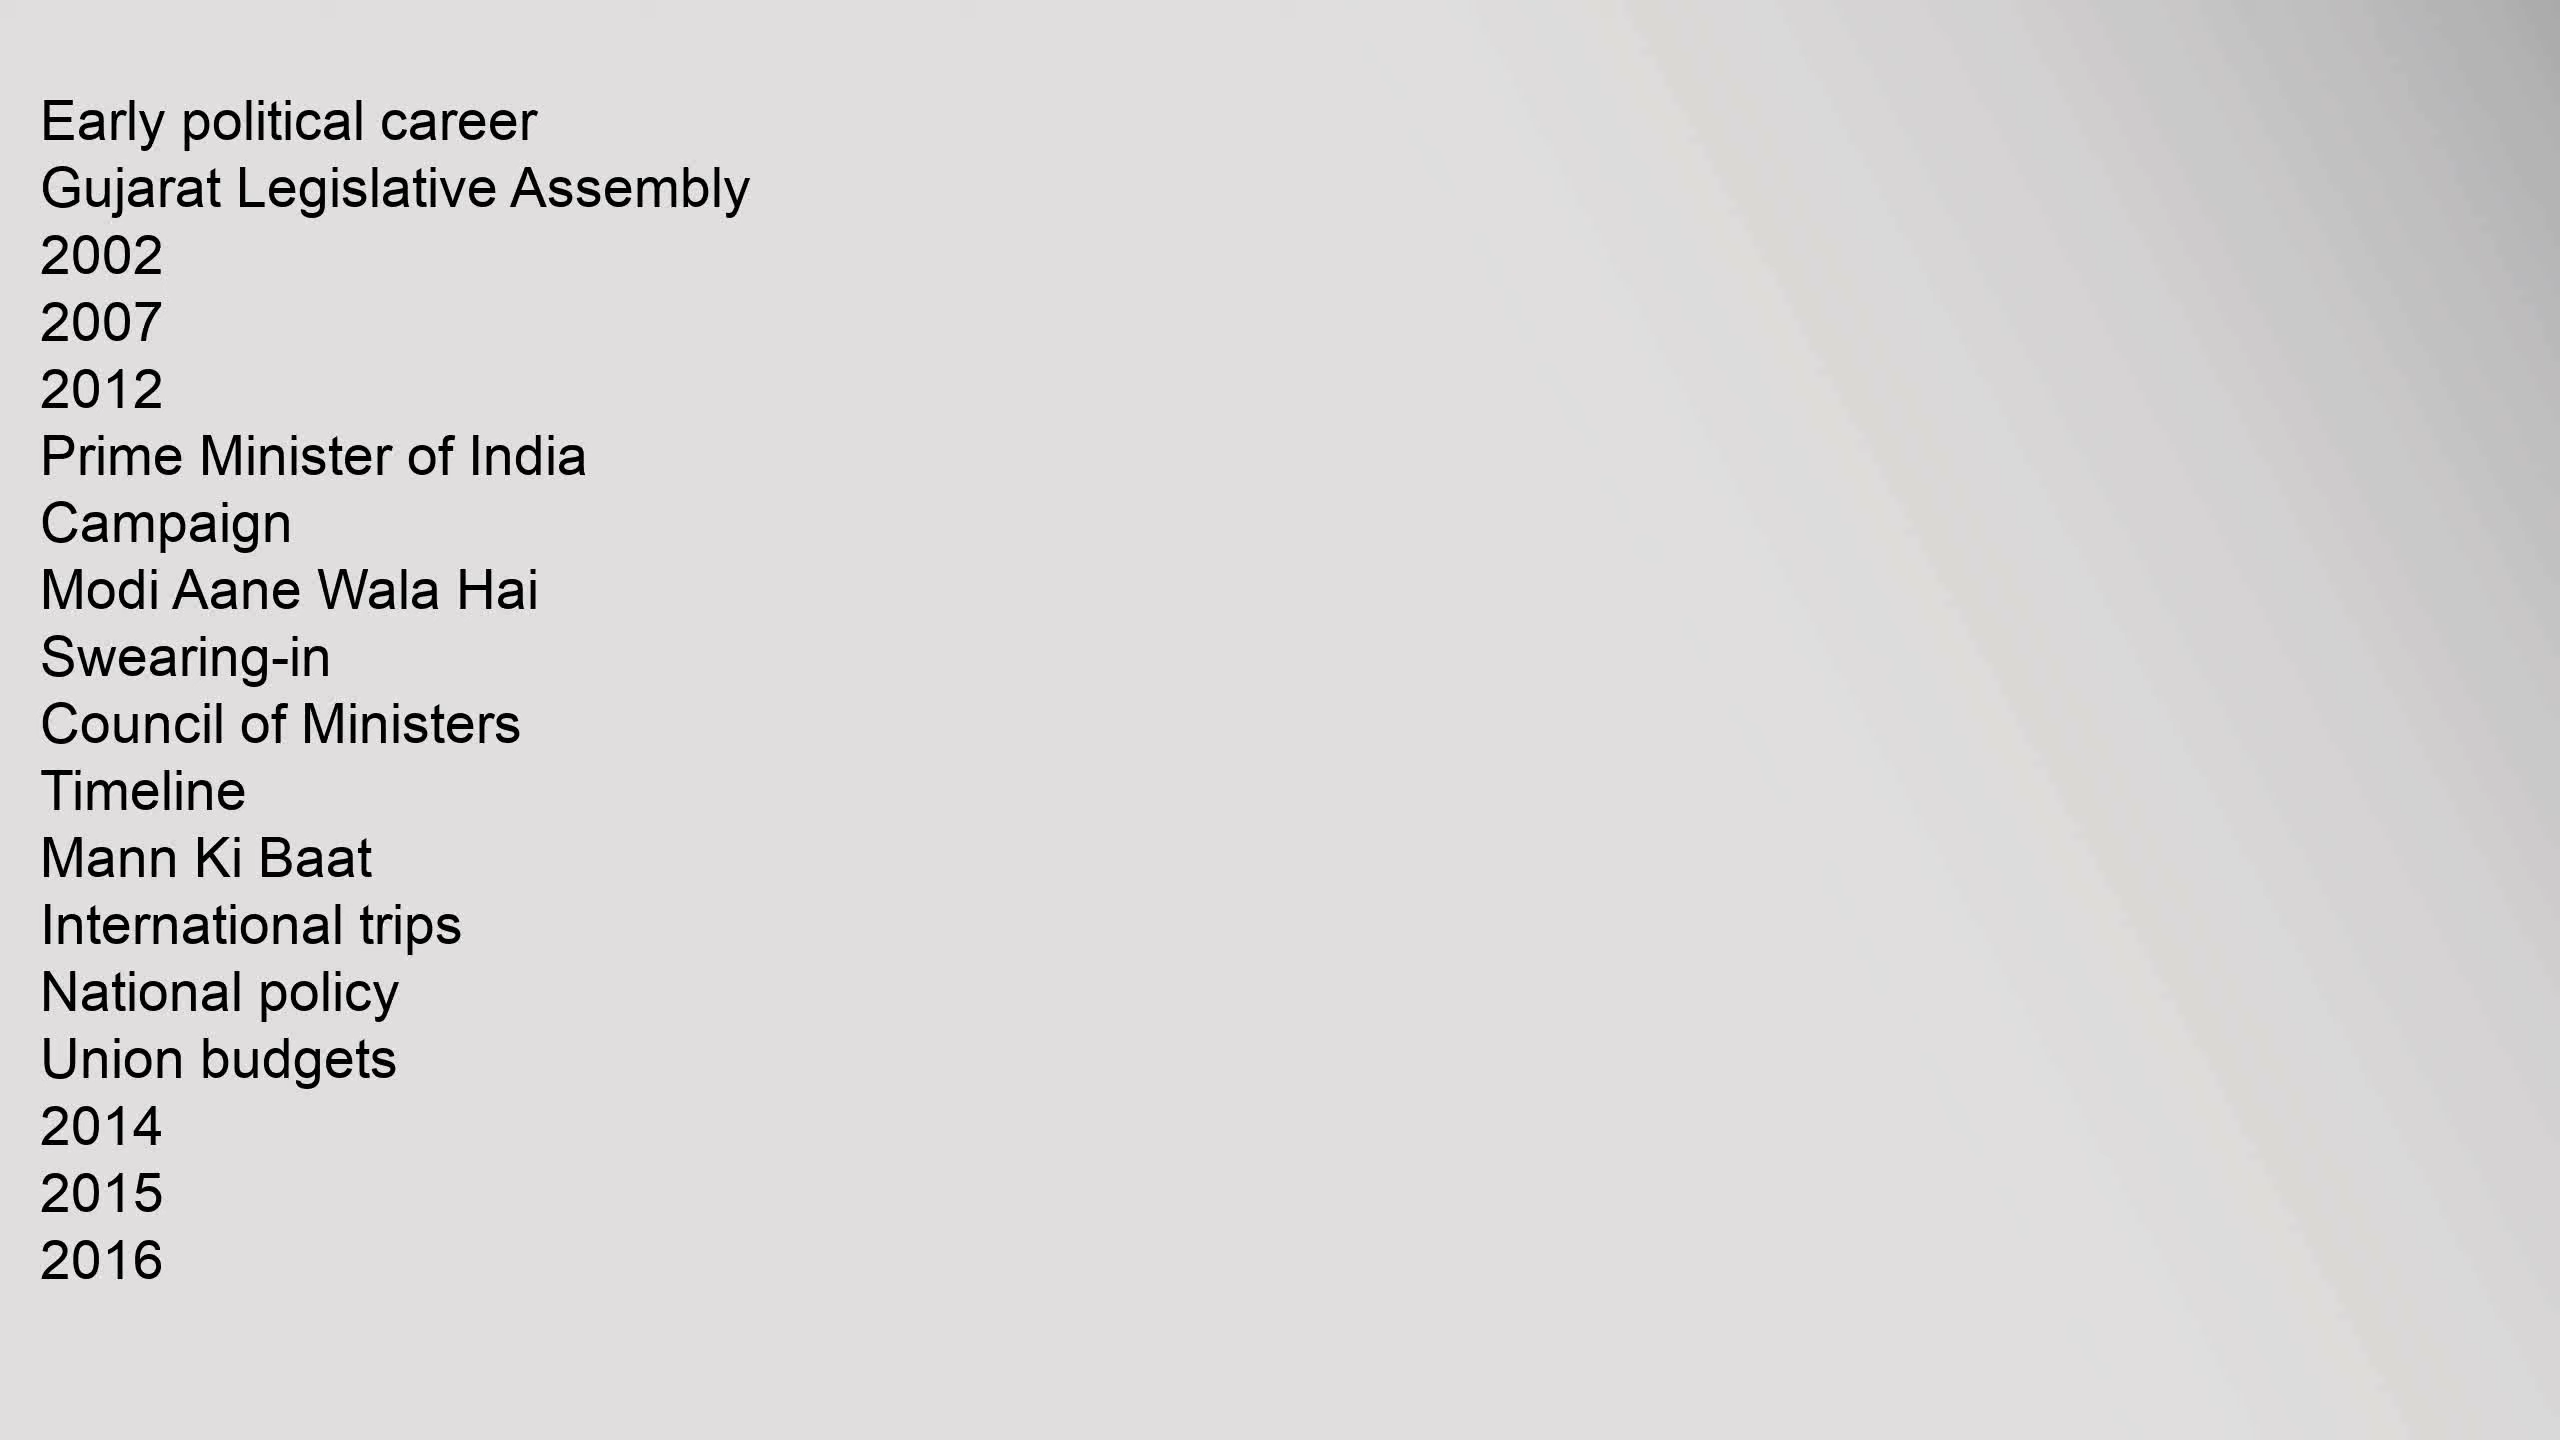 Early political career
Gujarat Legislative Assembly
2002
2007
2012
Prime Minister of India
Campaign
Modi Aane Wala Hai
Swearing-in
Council of Ministers
Timeline
Mann Ki Baat
International trips
National policy
Union budgets
2014
2015
2016